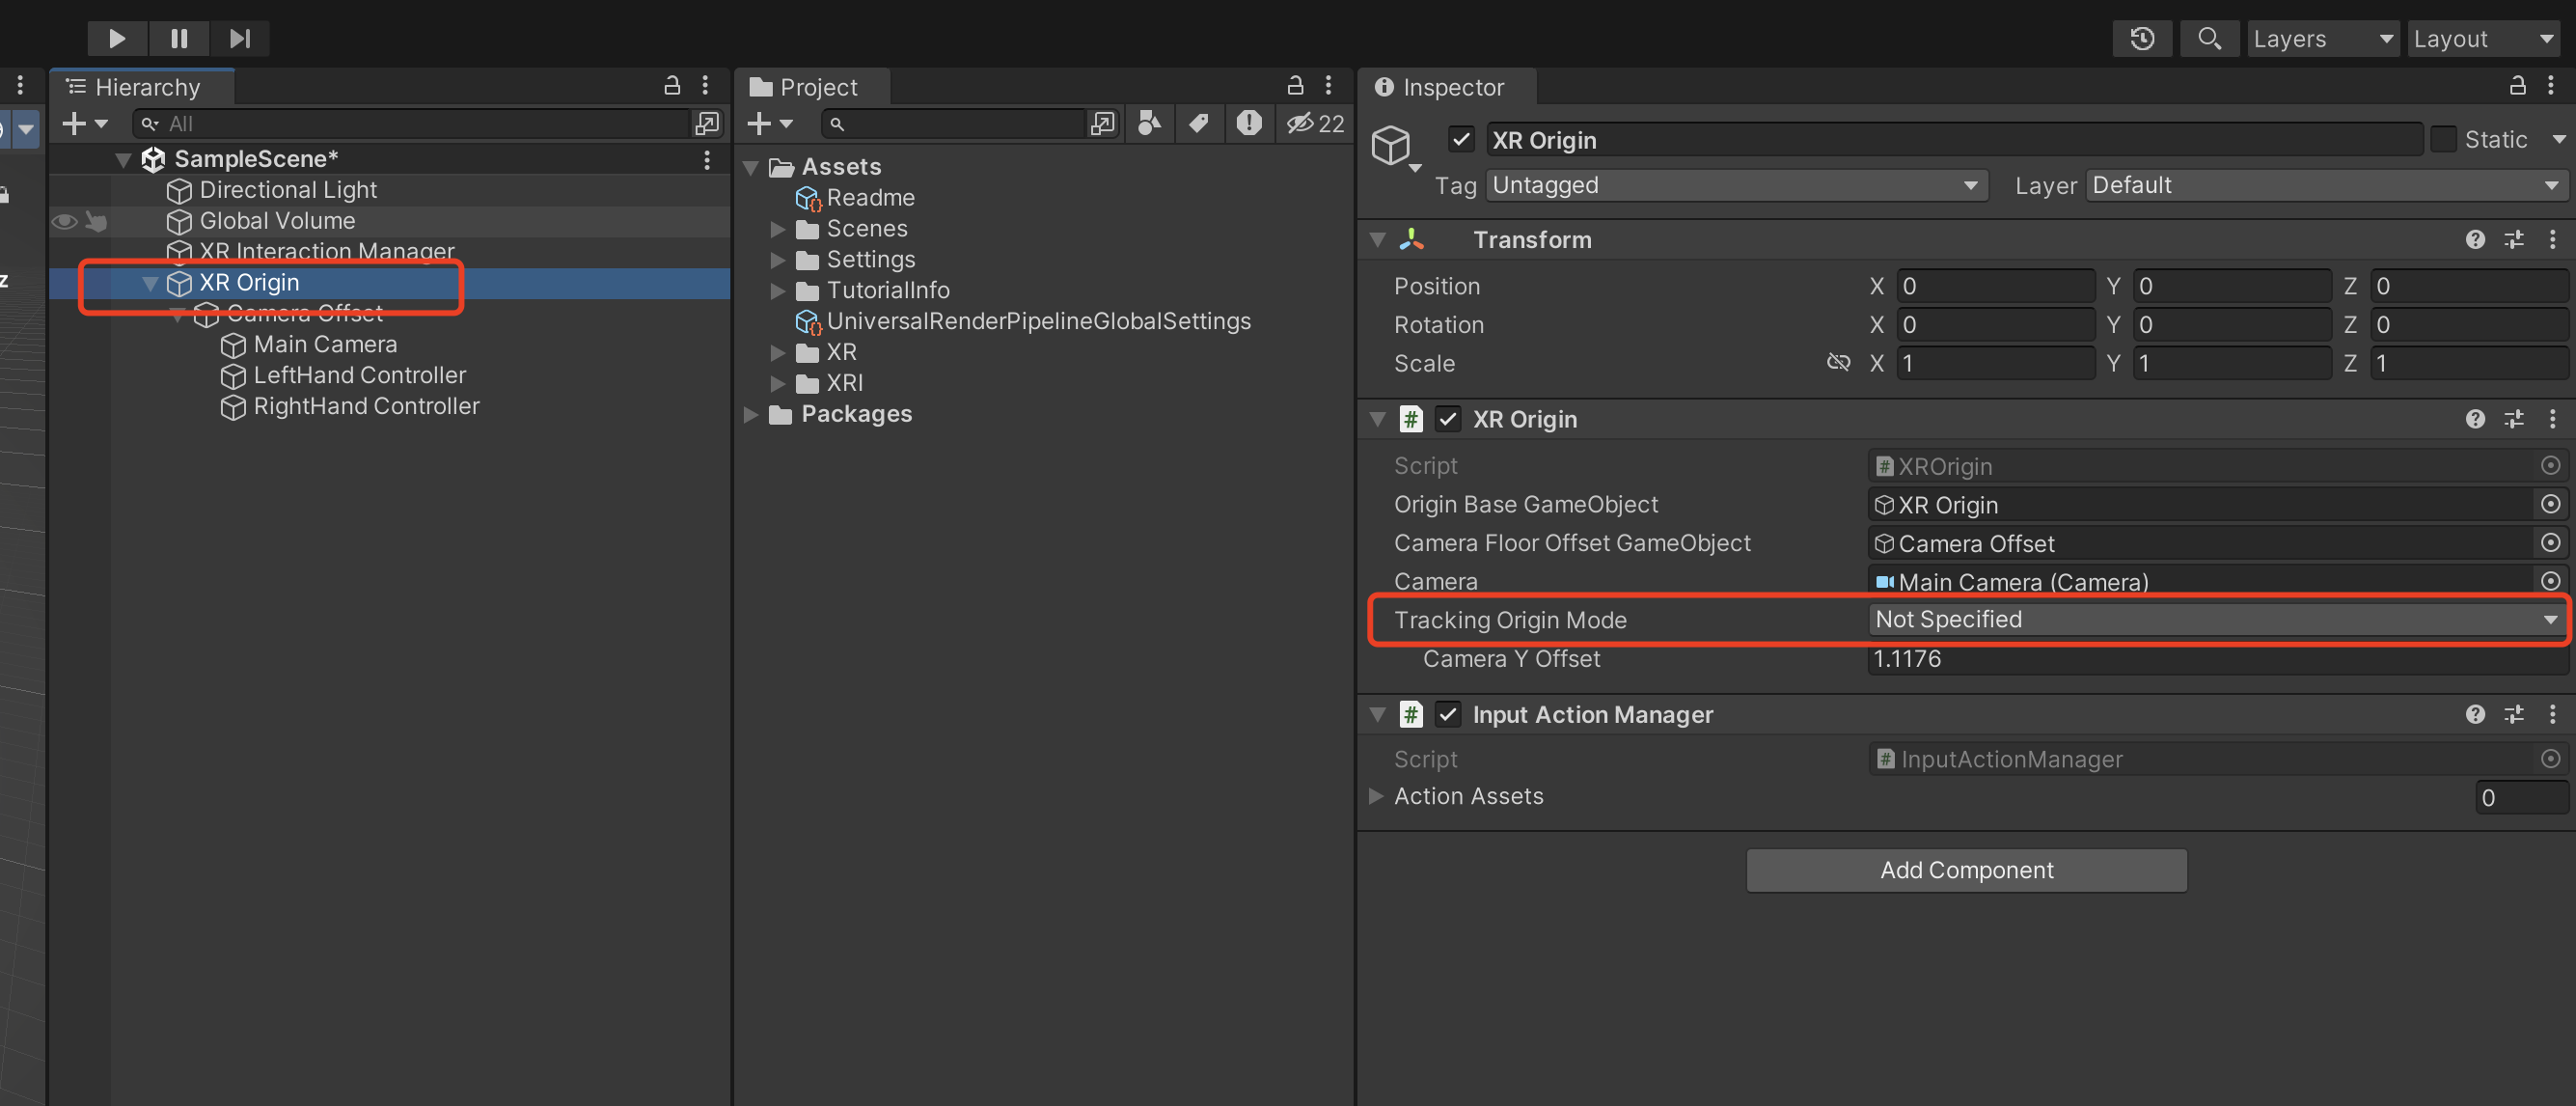 Layers
Layout
Hierarchy
All
SampleScene*
Directional Light
Global Volume
XR Interaction Manager
XR Origin
Camera Offset
Main Camera
LeftHand Controller
RightHand Controller
Project
22
Assets
Readme
Scenes
Settings
TutorialInfo
UniversalRenderPipelineGlobalSettings
XR
XRI
Packages
Inspector
XR Origin
Static
Tag Untagged
Layer Default
Transform
Position X 0 Y 0 Z 0
Rotation X 0 Y 0 Z 0
Scale X 1 Y 1 Z 1
# XR Origin
Script # XROrigin
Origin Base GameObject XR Origin
Camera Floor Offset GameObject Camera Offset
Camera Main Camera (Camera)
Tracking Origin Mode Not Specified
Camera Y Offset 1.1176
# Input Action Manager
Script # InputActionManager
Action Assets 0
Add Component
z